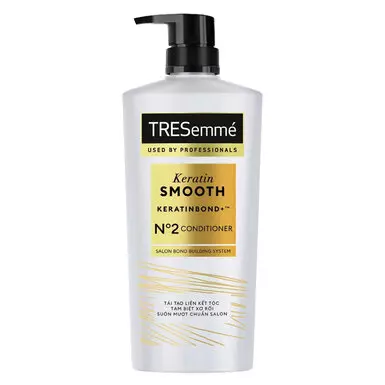 TRESemmé
USED BY PROFESSIONALS
Keratin
SMOOTH
KERATINBOND+™
Nº2 CONDITIONER
SALON BOND BUILDING SYSTEM
TÁI TẠO LIÊN KẾT TÓC
TẠM BIỆT XƠ RỐI
SUÔN MƯỢT CHUẨN SALON